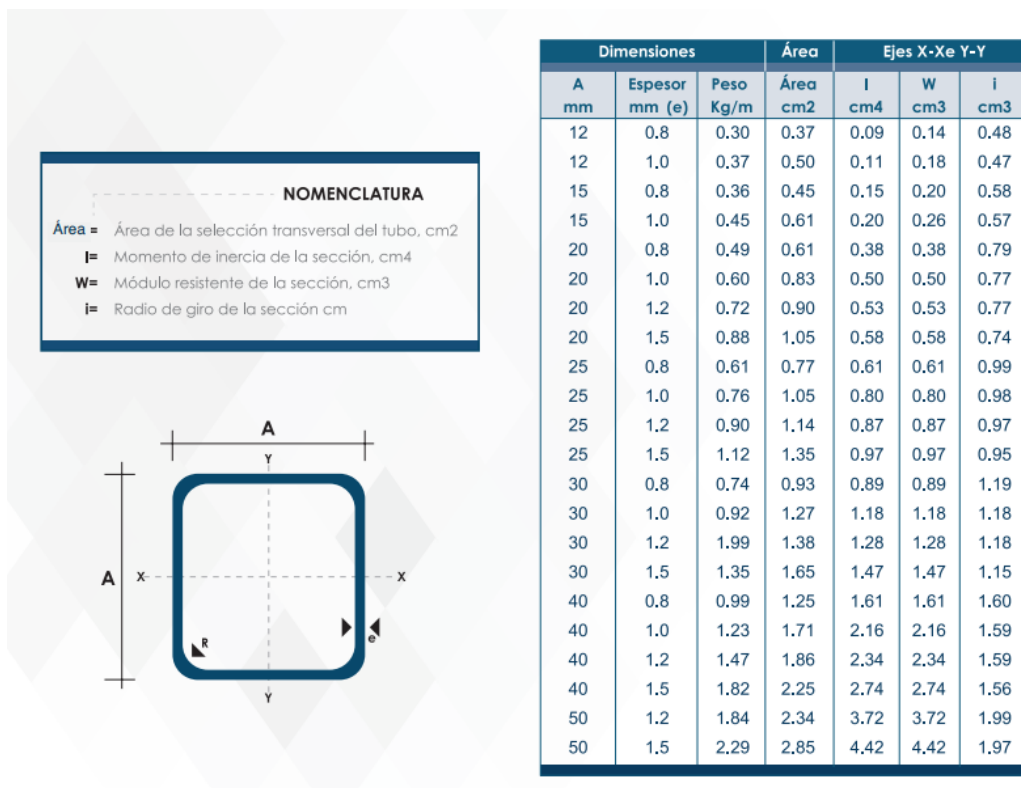 NOMENCLATURA
Área = Área de la selección transversal del tubo, cm2
I= Momento de inercia de la sección, cm4
W= Módulo resistente de la sección, cm3
i= Radio de giro de la sección cm
A
Y
A
X
X
R
e
Y
Dimensiones Área Ejes X-Xe Y-Y
A Espesor Peso Área I W i
mm mm (e) Kg/m cm2 cm4 cm3 cm3
12 0.8 0.30 0.37 0.09 0.14 0.48
12 1.0 0.37 0.50 0.11 0.18 0.47
15 0.8 0.36 0.45 0.15 0.20 0.58
15 1.0 0.45 0.61 0.20 0.26 0.57
20 0.8 0.49 0.61 0.38 0.38 0.79
20 1.0 0.60 0.83 0.50 0.50 0.77
20 1.2 0.72 0.90 0.53 0.53 0.77
20 1.5 0.88 1.05 0.58 0.58 0.74
25 0.8 0.61 0.77 0.61 0.61 0.99
25 1.0 0.76 1.05 0.80 0.80 0.98
25 1.2 0.90 1.14 0.87 0.87 0.97
25 1.5 1.12 1.35 0.97 0.97 0.95
30 0.8 0.74 0.93 0.89 0.89 1.19
30 1.0 0.92 1.27 1.18 1.18 1.18
30 1.2 1.99 1.38 1.28 1.28 1.18
30 1.5 1.35 1.65 1.47 1.47 1.15
40 0.8 0.99 1.25 1.61 1.61 1.60
40 1.0 1.23 1.71 2.16 2.16 1.59
40 1.2 1.47 1.86 2.34 2.34 1.59
40 1.5 1.82 2.25 2.74 2.74 1.56
50 1.2 1.84 2.34 3.72 3.72 1.99
50 1.5 2.29 2.85 4.42 4.42 1.97